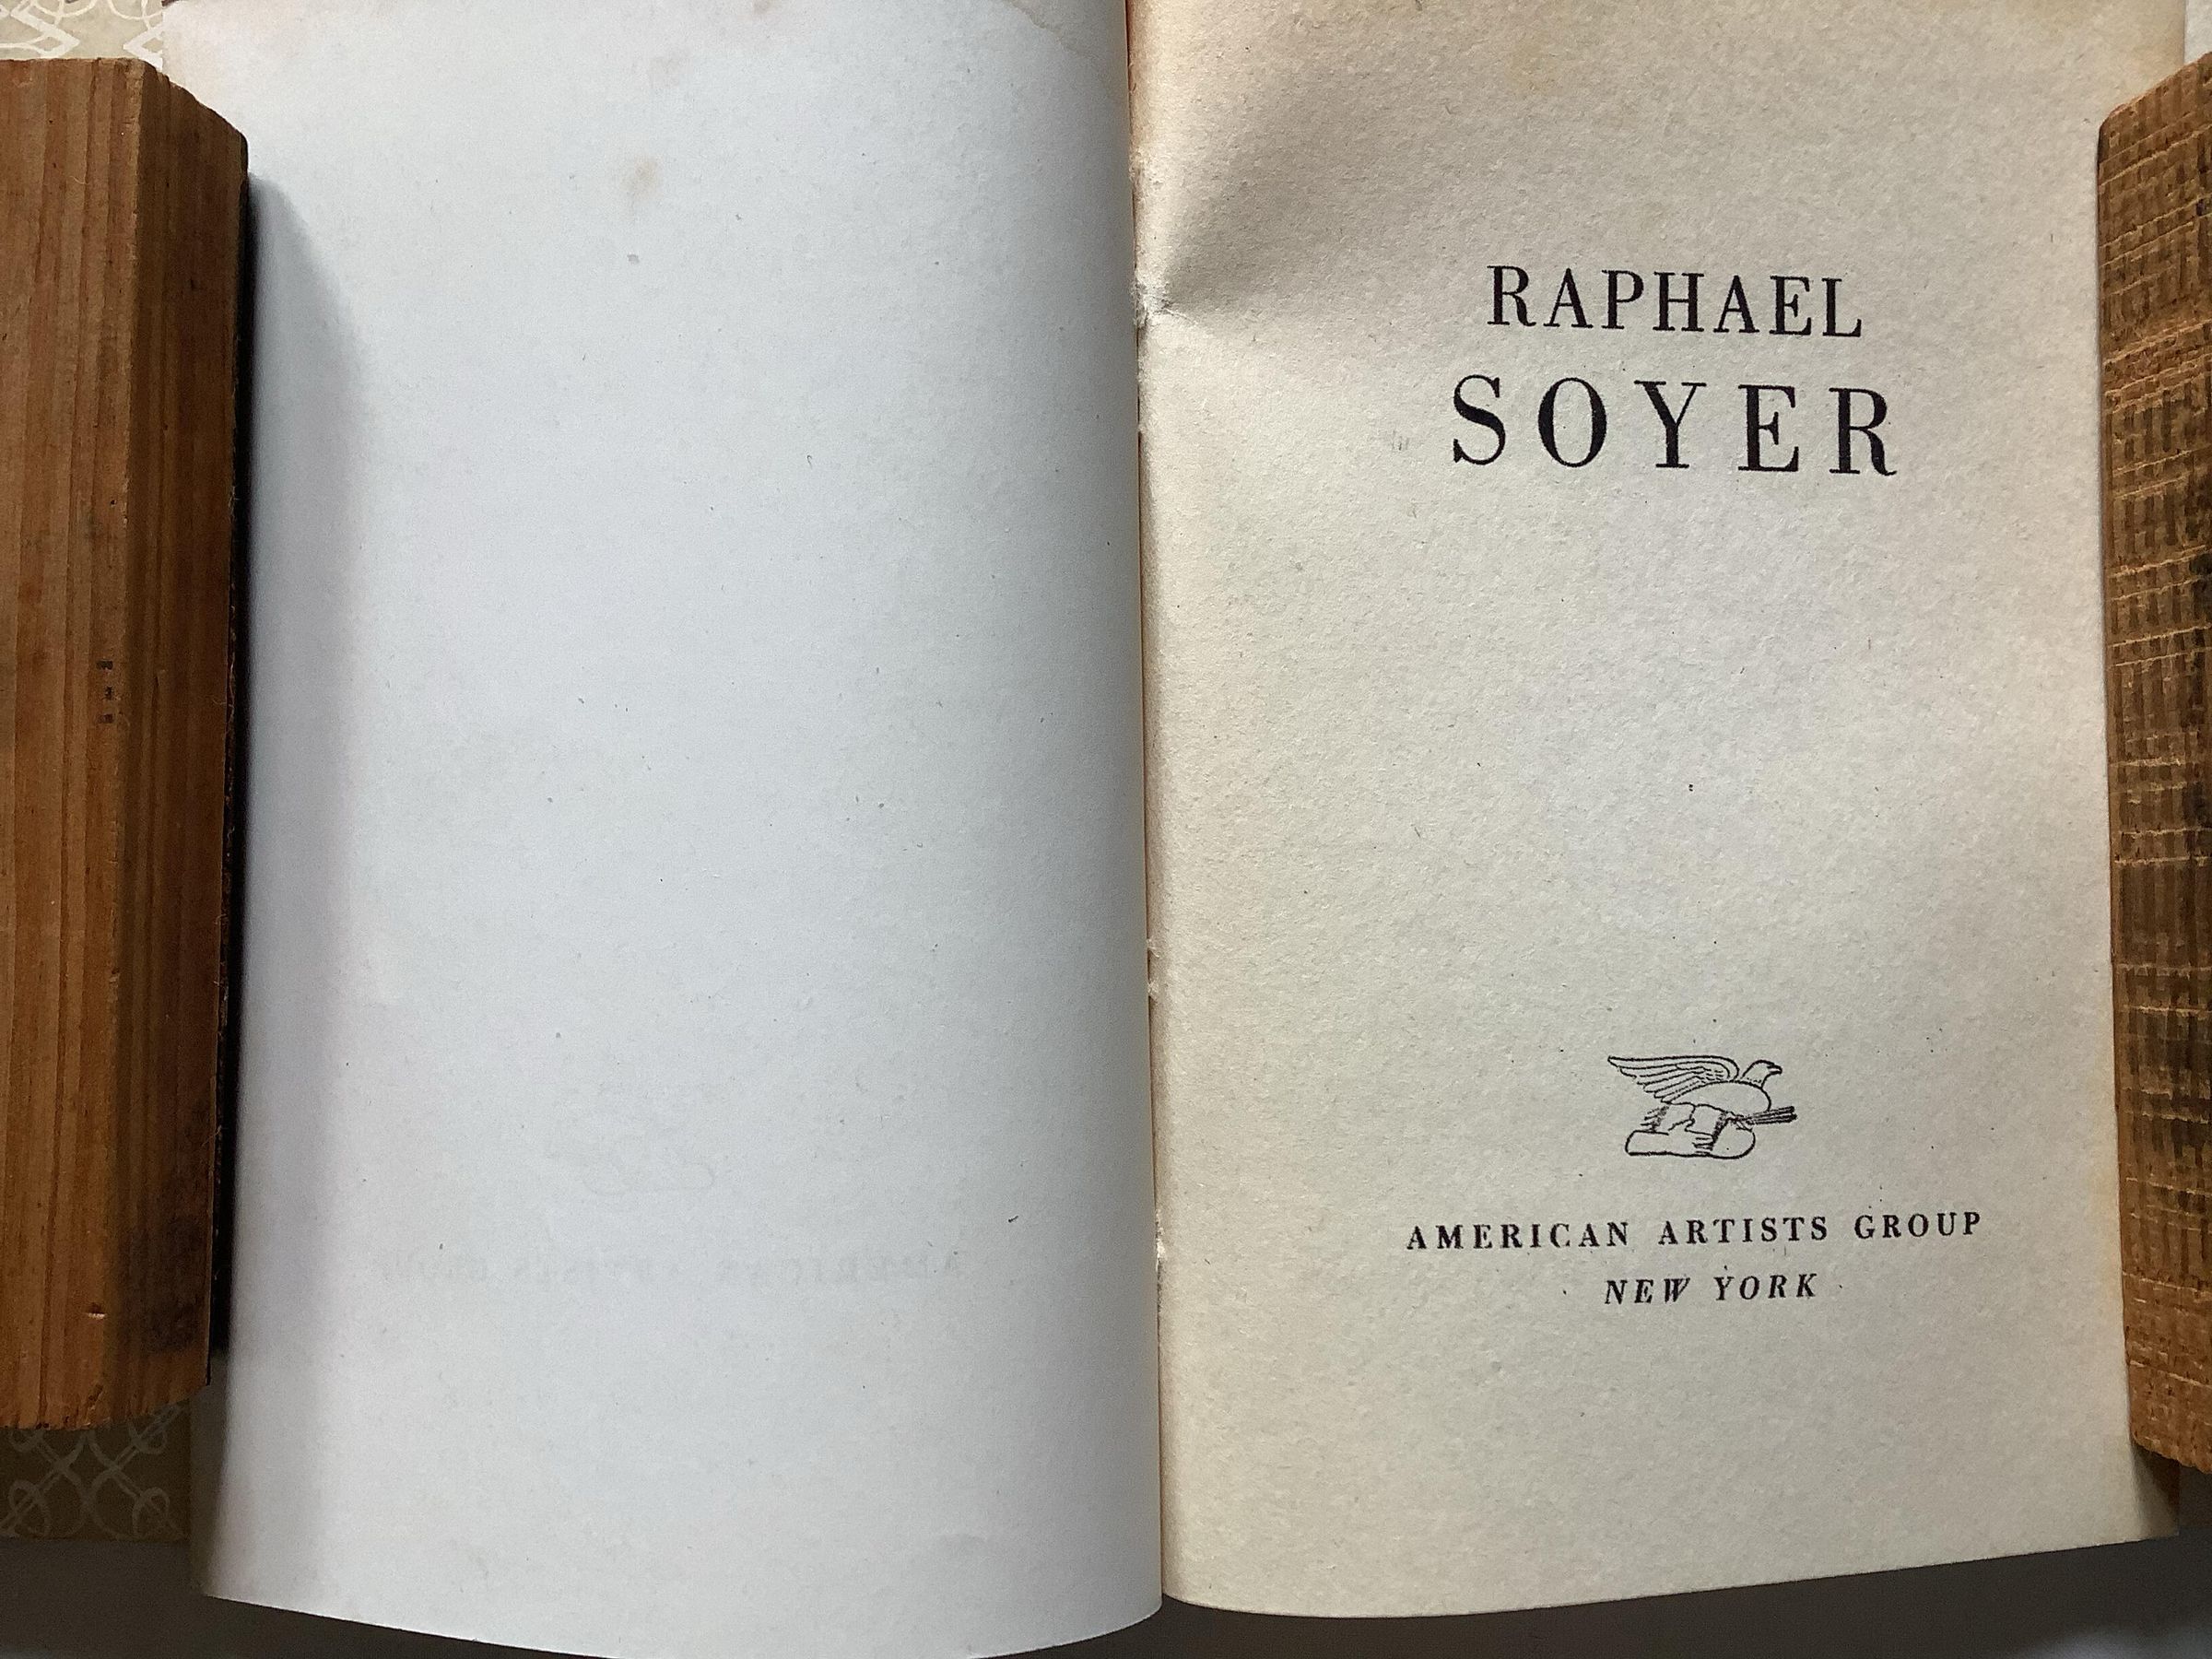 RAPHAEL
SOYER
AMERICAN ARTISTS GROUP
NEW YORK